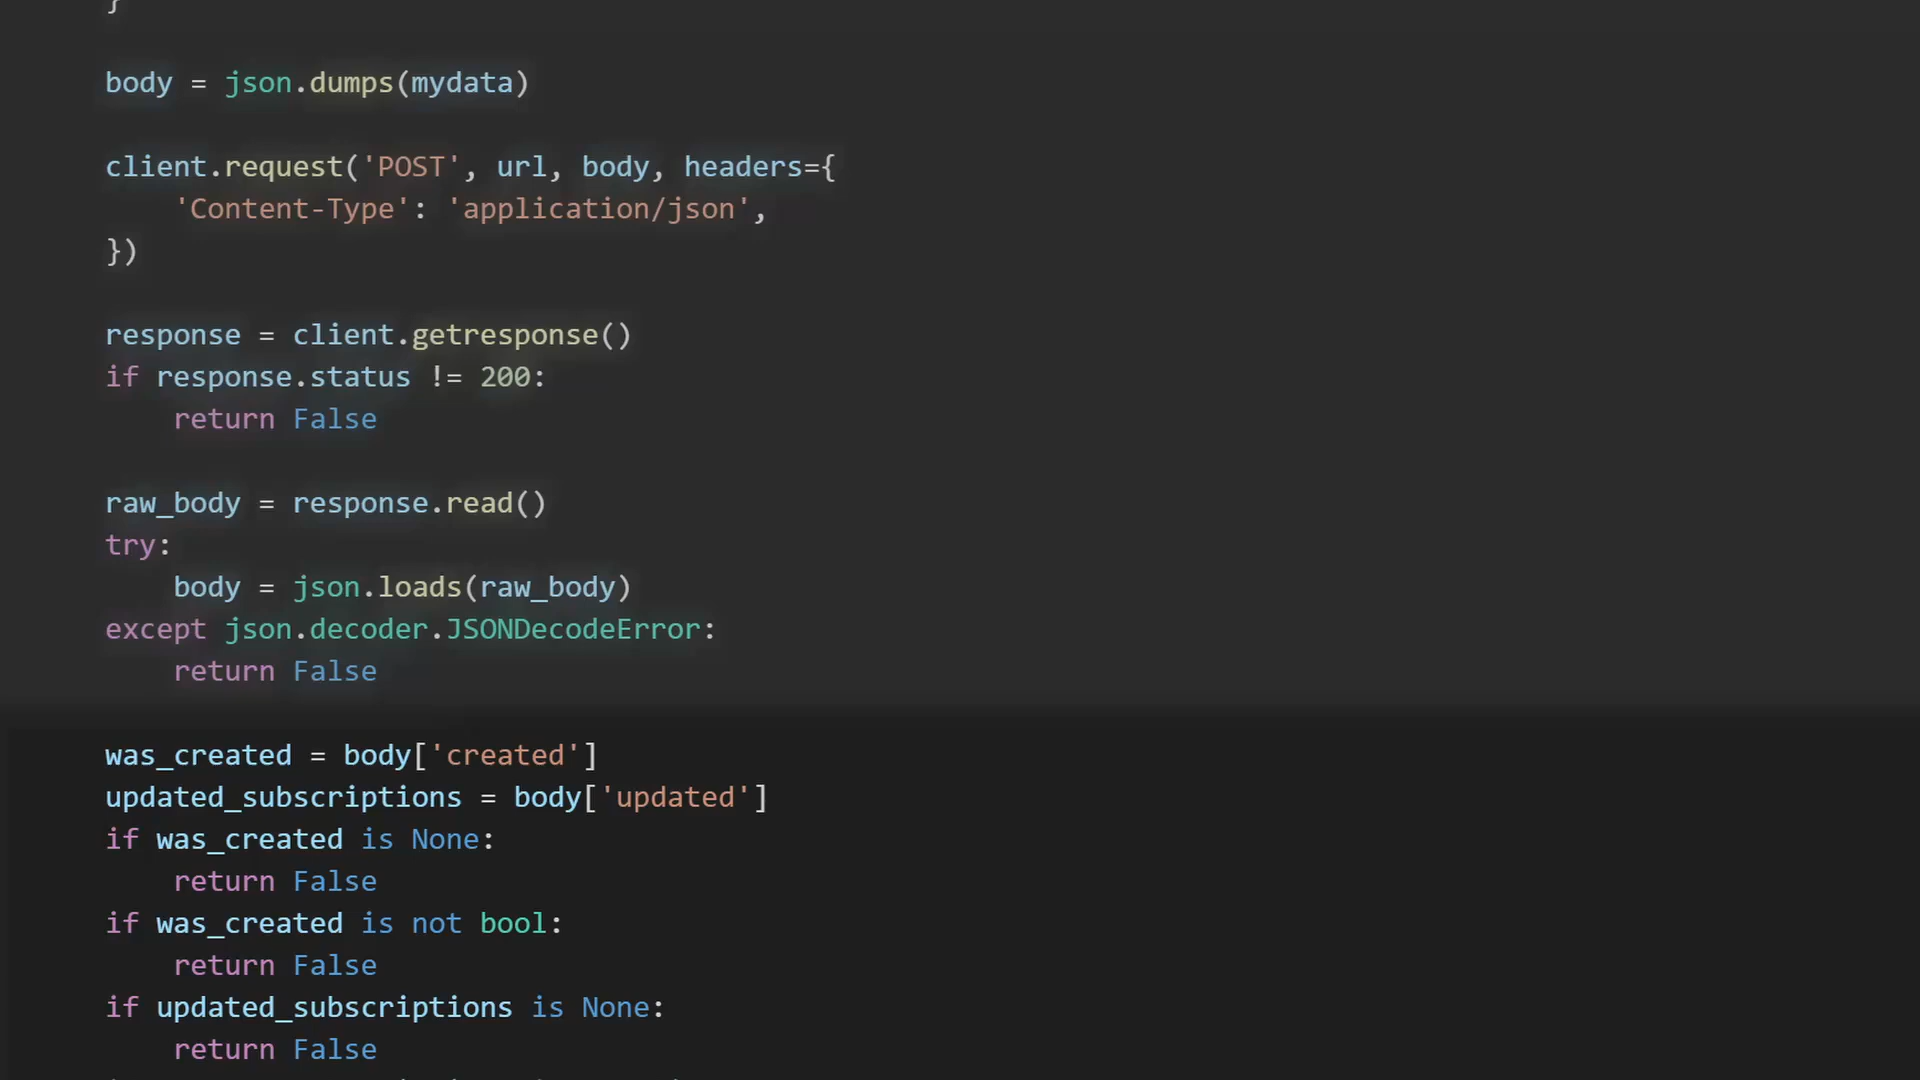 }
body = json.dumps(mydata)
client.request('POST', url, body, headers={
    'Content-Type': 'application/json',
})
response = client.getresponse()
if response.status != 200:
    return False
raw_body = response.read()
try:
    body = json.loads(raw_body)
except json.decoder.JSONDecodeError:
    return False
was_created = body['created']
updated_subscriptions = body['updated']
if was_created is None:
    return False
if was_created is not bool:
    return False
if updated_subscriptions is None:
    return False